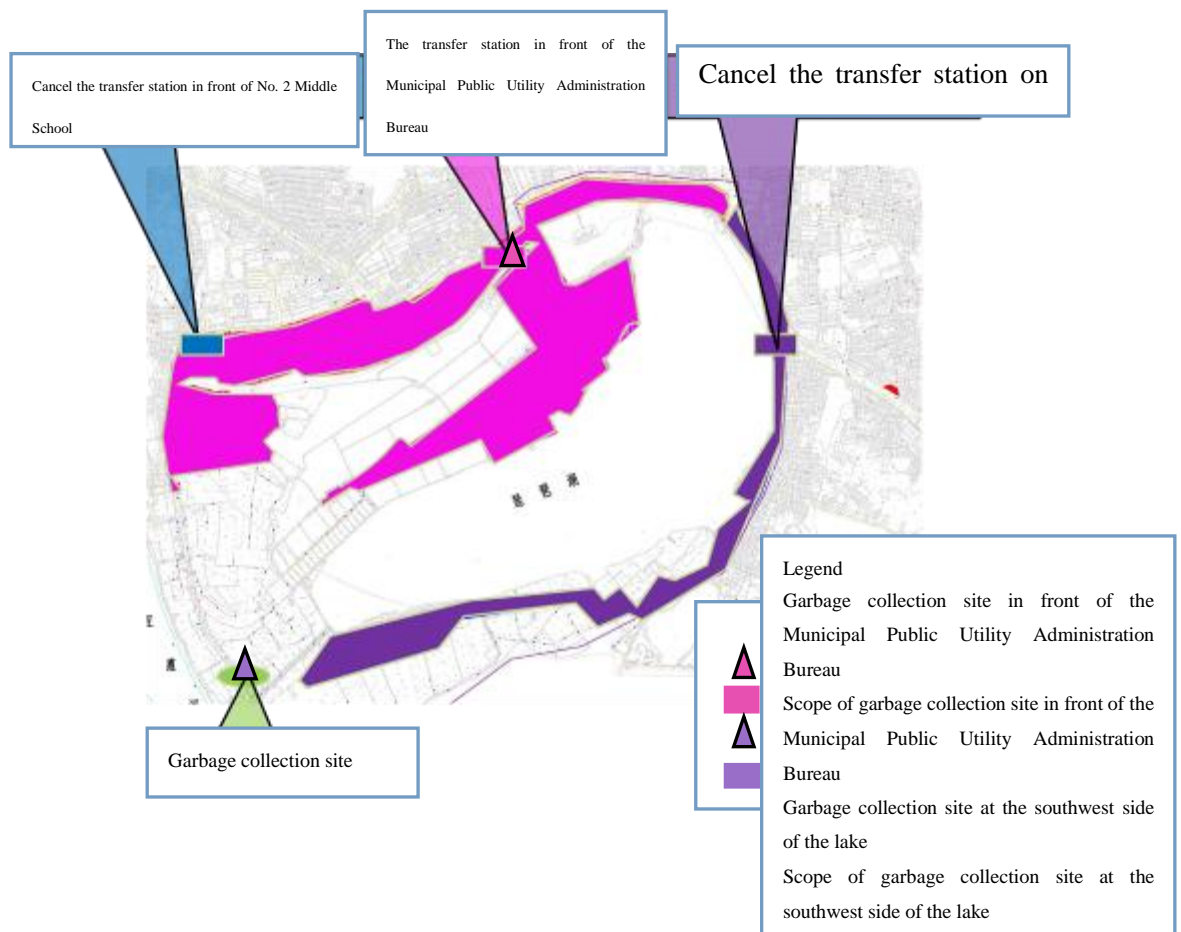 Cancel the transfer station in front of No. 2 Middle
School
The transfer station in front of the
Municipal Public Utility Administration
Bureau
Cancel the transfer station on
琵 琶 湖
Garbage collection site
Legend
Garbage collection site in front of the
Municipal Public Utility Administration
Bureau
Scope of garbage collection site in front of the
Municipal Public Utility Administration
Bureau
Garbage collection site at the southwest side
of the lake
Scope of garbage collection site at the
southwest side of the lake